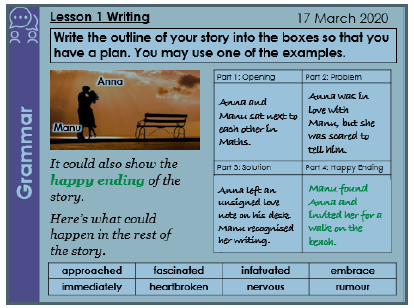 Lesson 1 Writing
17 March 2020
Write the outline of your story into the boxes so that you
have a plan. You may use one of the examples.
Grammar
Anna
Manu
It could also show the
happy ending of the
story.
Here's what could
happen in the rest of
the story.
Part 1: Opening
Anna and
Manu sat next to
each other in
Maths.
Part 2: Problem
Anna was in
love with
Manu, but she
was scared to
tell him.
Part 3: Solution
Anna left an
unsigned love
note on his desk.
Manu recognised
her writing.
Part 4: Happy Ending
Manu found
Anna and
invited her for a
walk on the
beach.
approached fascinated infatuated embrace
immediately heartbroken nervous rumour